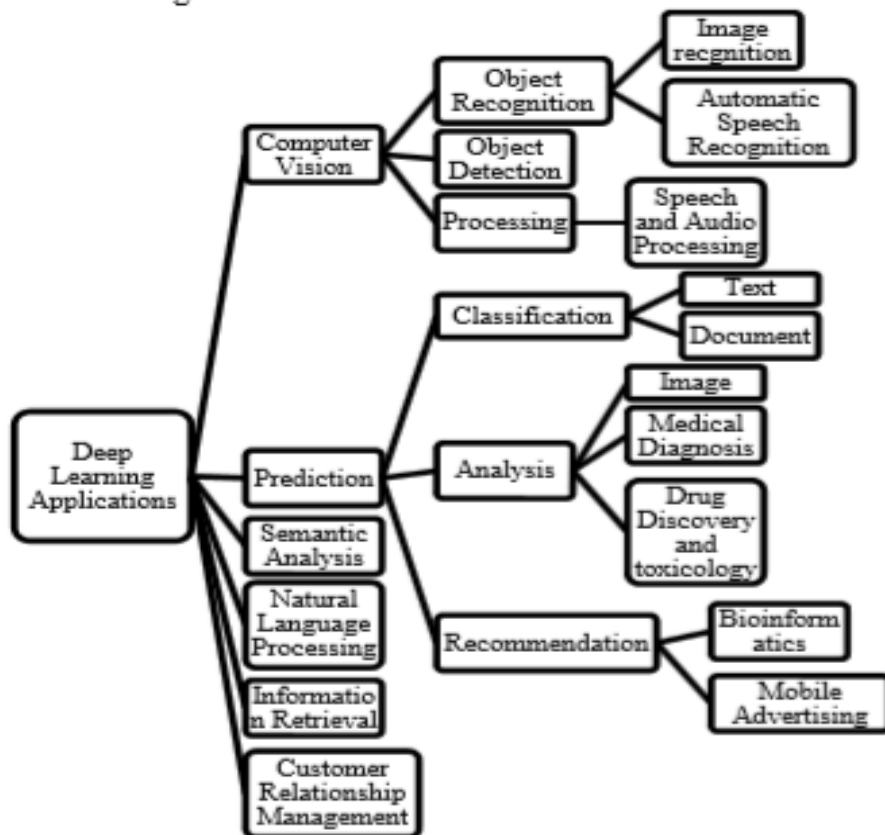 Image
recgnition
Object
Recognition
Automatic
Speech
Recognition
Computer
Vision
Object
Detection
Processing
Speech
and Audio
Processing
Text
Classification
Document
Image
Medical
Diagnosis
Deep
Learning
Applications
Prediction
Analysis
Drug
Discovery
and
toxicology
Semantic
Analysis
Natural
Language
Processing
Recommendation
Bioinform
atics
Mobile
Advertising
Informatio
n Retrieval
Customer
Relationship
Management